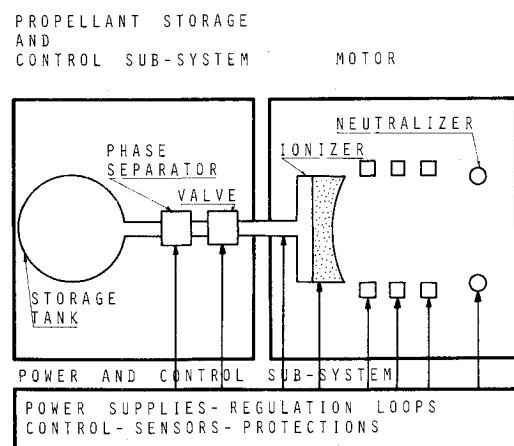 PROPELLANT STORAGE
AND
CONTROL SUB-SYSTEM
MOTOR
NEUTRALIZER
IONIZER
PHASE
SEPARATOR
VALVE
STORAGE
TANK
POWER AND CONTROL SUB-SYSTEM
POWER SUPPLIES-REGULATION LOOPS
CONTROL-SENSORS-PROTECTIONS